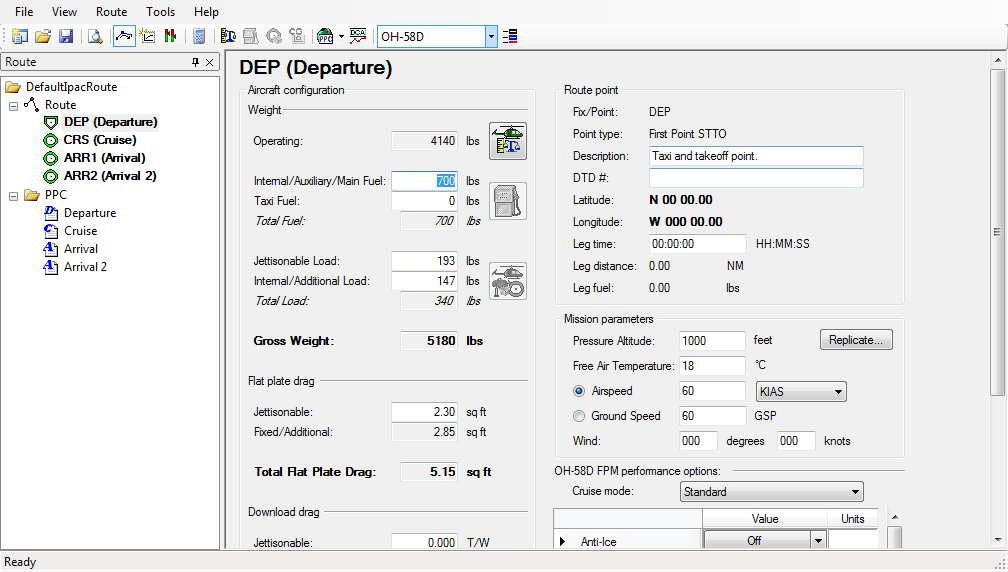 File View Route Tools Help
PPC DOA OH-58D
Route
DefaultIpacRoute
Route
DEP (Departure)
CRS (Cruise)
ARR1 (Arrival)
ARR2 (Arrival 2)
PPC
Departure
Cruise
Arrival
Arrival 2
DEP (Departure)
Aircraft configuration
Weight
Operating: 4140 lbs
Internal/Auxiliary/Main Fuel: 700 lbs
Taxi Fuel: 0 lbs
Total Fuel: 700 lbs
Jettisonable Load: 193 lbs
Internal/Additional Load: 147 lbs
Total Load: 340 lbs
Gross Weight: 5180 lbs
Flat plate drag
Jettisonable: 2.30 sq ft
Fixed/Additional: 2.85 sq ft
Total Flat Plate Drag: 5.15 sq ft
Download drag
Jettisonable: 0.000 T/W
Route point
Fix/Point: DEP
Point type: First Point STTO
Description: Taxi and takeoff point.
DTD #:
Latitude: N 00 00.00
Longitude: W 000 00.00
Leg time: 00:00:00 HH:MM:SS
Leg distance: 0.00 NM
Leg fuel: 0.00 lbs
Mission parameters
Pressure Altitude: 1000 feet Replicate...
Free Air Temperature: 18 °C
Airspeed 60 KIAS
Ground Speed 60 GSP
Wind: 000 degrees 000 knots
OH-58D FPM performance options:
Cruise mode: Standard
Value Units
Anti-Ice Off
Ready